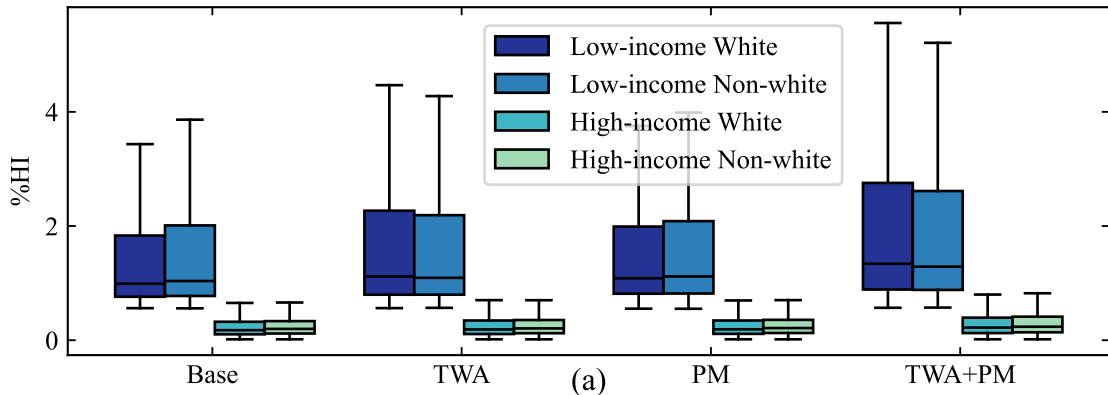 %HI
4
2
0
Low-income White
Low-income Non-white
High-income White
High-income Non-white
Base
TWA
PM
TWA+PM
(a)